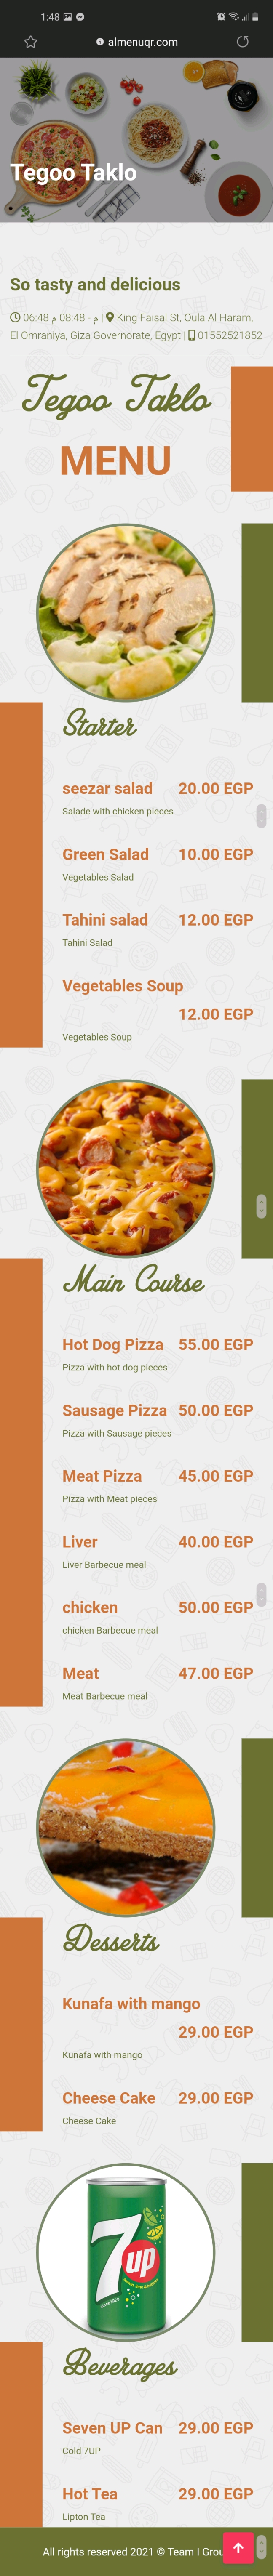 1:48
almenuqr.com
Tegoo Taklo
So tasty and delicious
06:48 م - 08:48 م | King Faisal St, Oula Al Haram,
El Omraniya, Giza Governorate, Egypt | 01552521852
Tegoo Taklo
MENU
Starter
seezar salad 20.00 EGP
Salade with chicken pieces
Green Salad 10.00 EGP
Vegetables Salad
Tahini salad 12.00 EGP
Tahini Salad
Vegetables Soup
12.00 EGP
Vegetables Soup
Main Course
Hot Dog Pizza 55.00 EGP
Pizza with hot dog pieces
Sausage Pizza 50.00 EGP
Pizza with Sausage pieces
Meat Pizza 45.00 EGP
Pizza with Meat pieces
Liver 40.00 EGP
Liver Barbecue meal
chicken 50.00 EGP
chicken Barbecue meal
Meat 47.00 EGP
Meat Barbecue meal
Desserts
Kunafa with mango
29.00 EGP
Kunafa with mango
Cheese Cake 29.00 EGP
Cheese Cake
7up
Beverages
Seven UP Can 29.00 EGP
Cold 7UP
Hot Tea 29.00 EGP
Lipton Tea
All rights reserved 2021 © Team I Grou